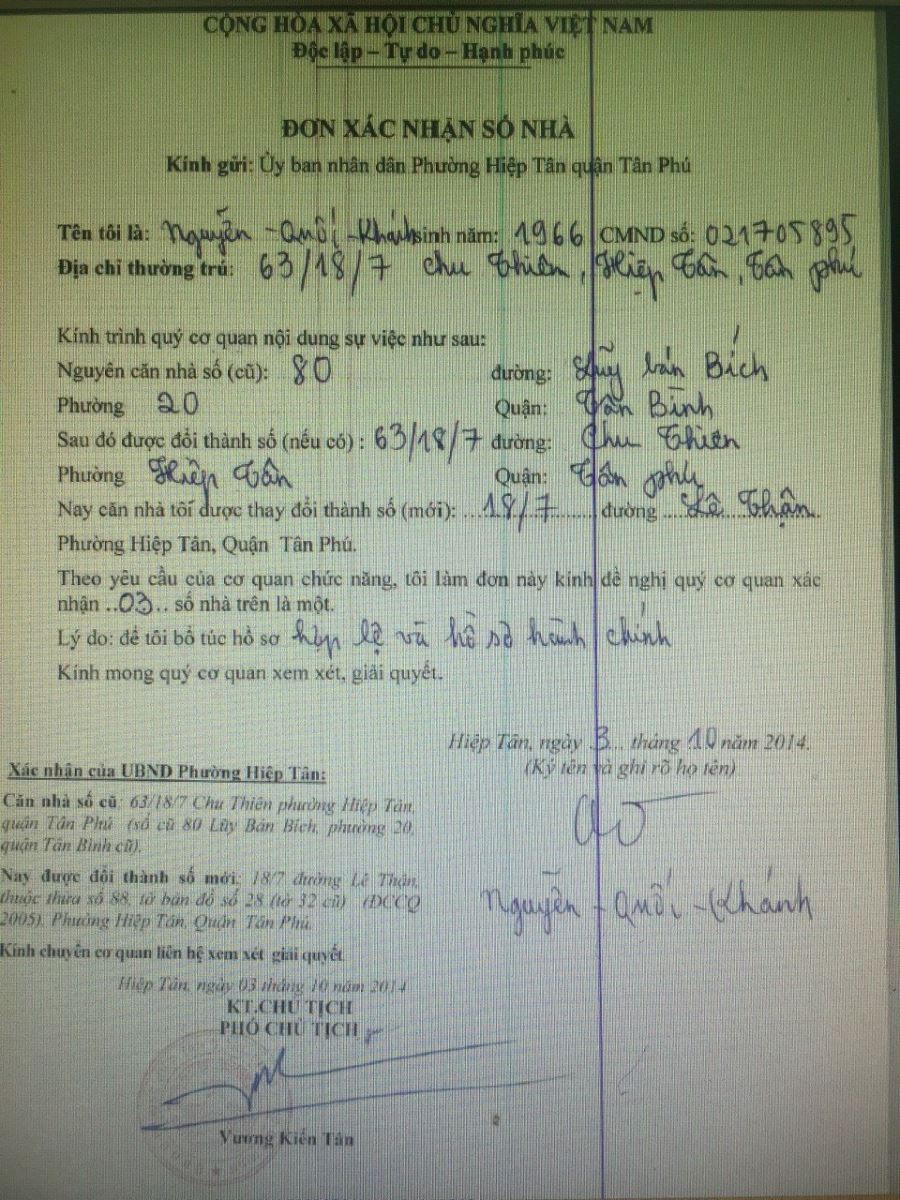 CỘNG HÒA XÃ HỘI CHỦ NGHĨA VIỆT NAM
Độc lập – Tự do – Hạnh phúc
ĐƠN XÁC NHẬN SỐ NHÀ
Kính gửi: Ủy ban nhân dân Phường Hiệp Tân quận Tân Phú
Tên tôi là: Nguyễn - Quốí - Khánh sinh năm: 1966 CMND số: 021705895
Địa chỉ thường trú: 63/18/7 Chu Thiên, Hiệp Tân, Tân phú
Kính trình quý cơ quan nội dung sự việc như sau:
Nguyên căn nhà số (cũ): 80 đường: Lũy bán Bích
Phường 20 Quận: Tân Bình
Sau đó được đổi thành số (nếu có) : 63/18/7 đường: Chu Thiên
Phường Hiệp Tân Quận: Tân phú
Nay căn nhà tôi được thay đổi thành số (mới): ...18/7....... đường ...Lê Thận..
Phường Hiệp Tân, Quận Tân Phú.
Theo yêu cầu của cơ quan chức năng, tôi làm đơn này kính đề nghị quý cơ quan xác
nhận ..03.. số nhà trên là một.
Lý do: để tôi bổ túc hồ sơ hợp lệ và hồ sơ hành chính
Kính mong quý cơ quan xem xét, giải quyết.
Hiệp Tân, ngày 3... tháng 10 năm 2014.
(Ký tên và ghi rõ họ tên)
Nguyễn - Quốí - Khánh
Xác nhận của UBND Phường Hiệp Tân:
Căn nhà số cũ: 63/18/7 Chu Thiên phường Hiệp Tân,
quận Tân Phú (số cũ 80 Lũy Bán Bích, phường 20,
quận Tân Bình cũ).
Nay được đổi thành số mới: 18/7 đường Lê Thận,
thuộc thửa số 88, tờ bản đồ số 28 (tờ 32 cũ) (ĐCCQ
2005), Phường Hiệp Tân, Quận Tân Phú.
Kính chuyển cơ quan liên hệ xem xét giải quyết.
Hiệp Tân, ngày 03 tháng 10 năm 2014
KT.CHỦ TỊCH
PHÓ CHỦ TỊCH
Vương Kiến Tân